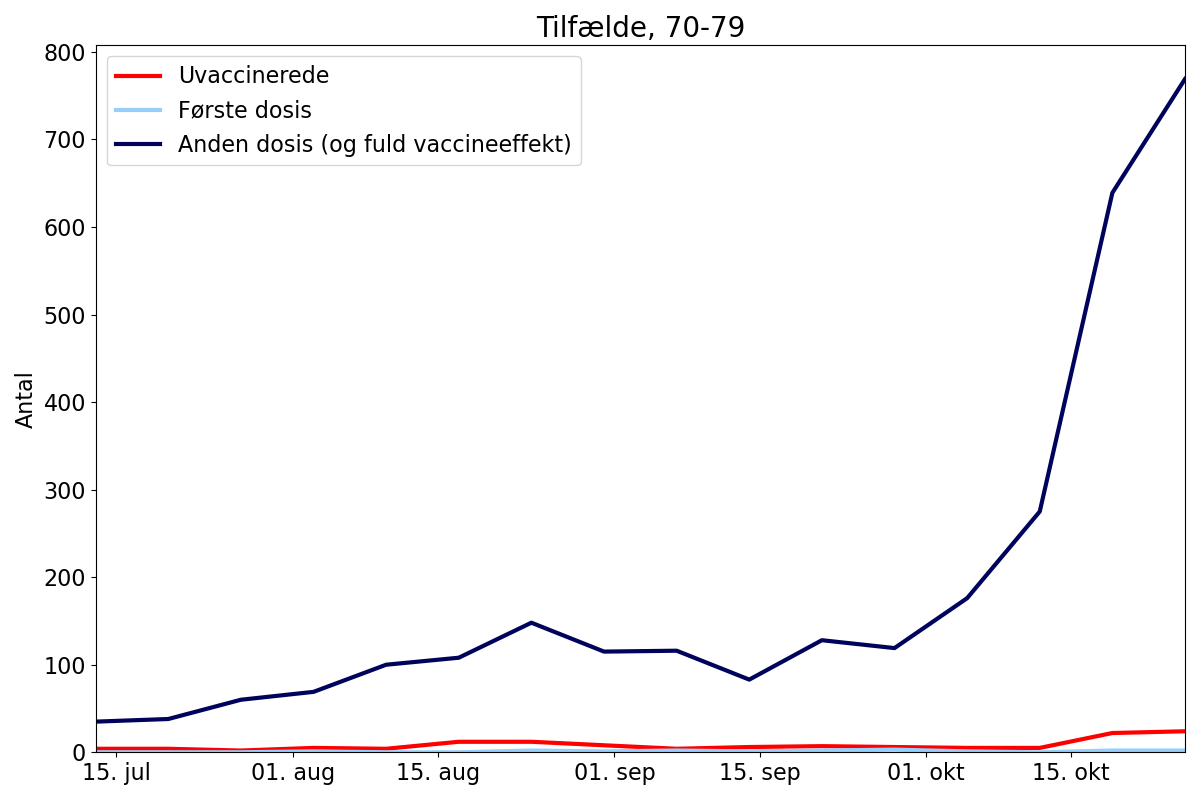 Tilfælde, 70-79
Uvaccinerede
Første dosis
Anden dosis (og fuld vaccineeffekt)
Antal
800
700
600
500
400
300
200
100
0
15. jul
01. aug
15. aug
01. sep
15. sep
01. okt
15. okt